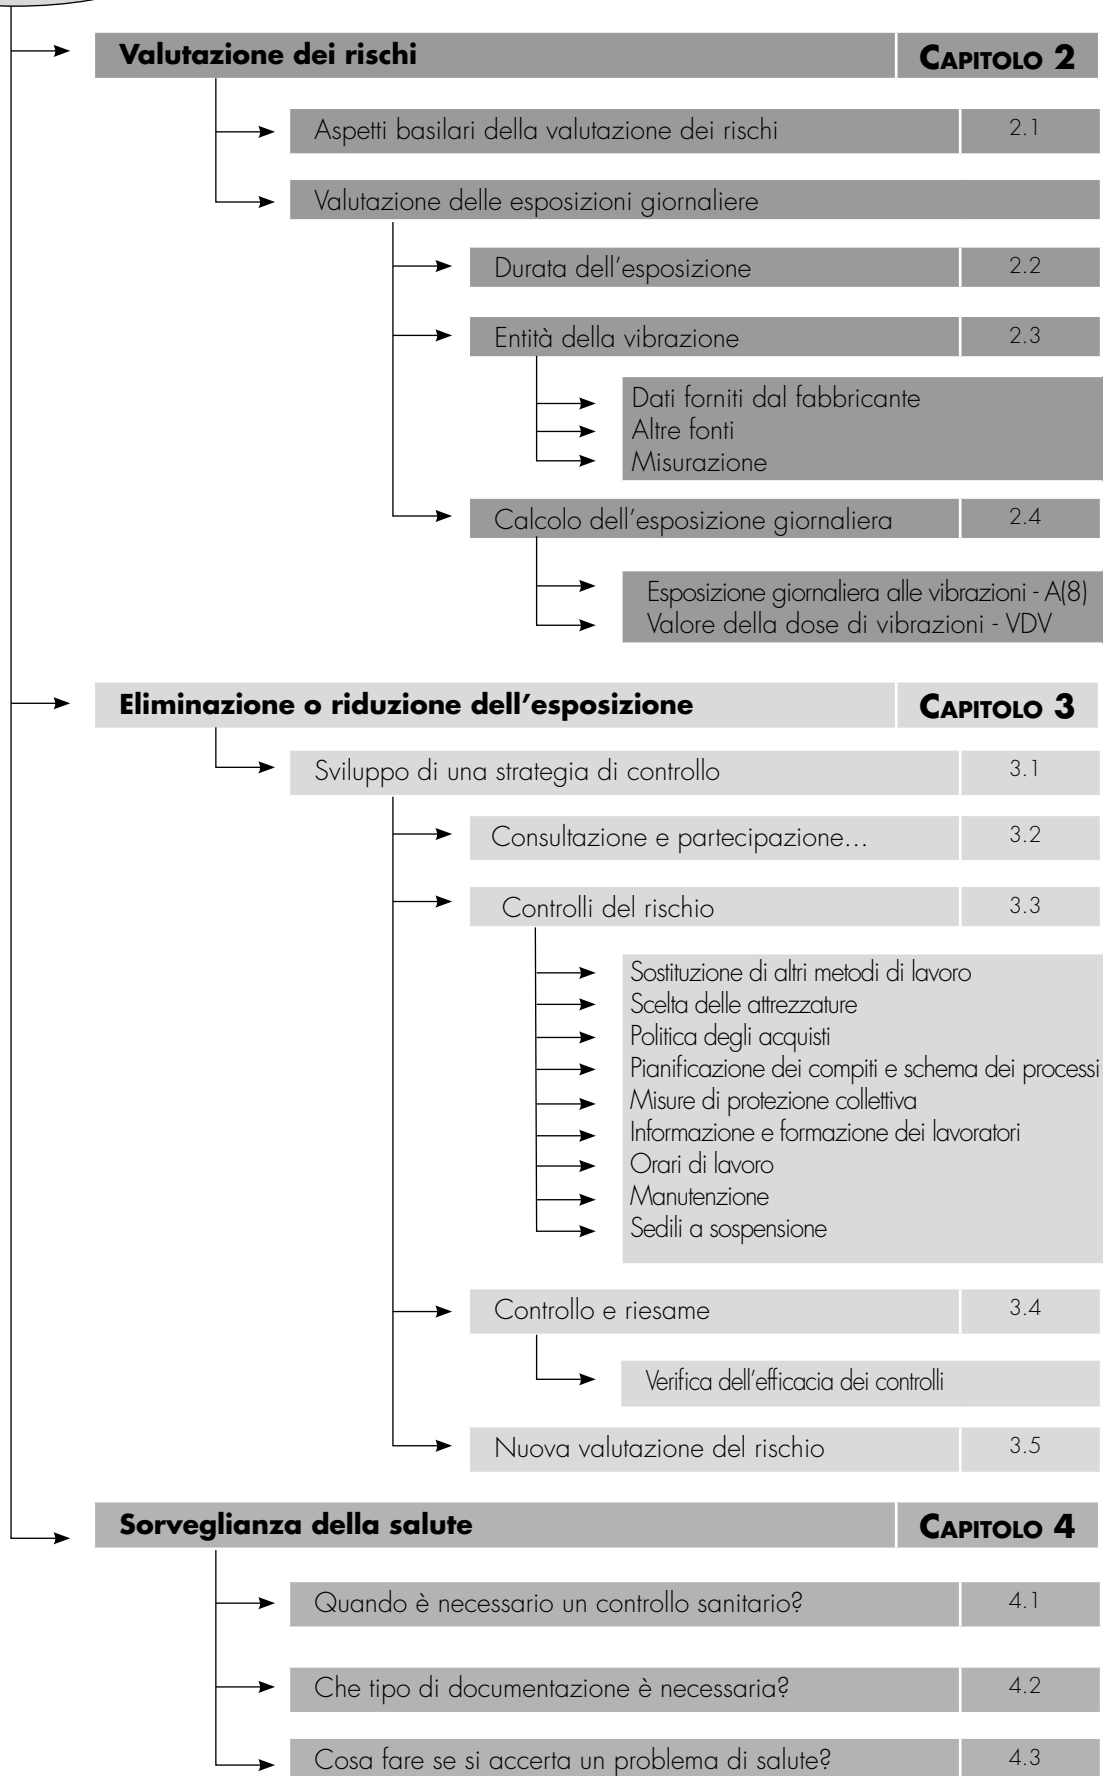 Valutazione dei rischi CAPITOLO 2
Aspetti basilari della valutazione dei rischi 2.1
Valutazione delle esposizioni giornaliere
Durata dell'esposizione 2.2
Entità della vibrazione 2.3
Dati forniti dal fabbricante
Altre fonti
Misurazione
Calcolo dell'esposizione giornaliera 2.4
Esposizione giornaliera alle vibrazioni - A(8)
Valore della dose di vibrazioni - VDV
Eliminazione o riduzione dell'esposizione CAPITOLO 3
Sviluppo di una strategia di controllo 3.1
Consultazione e partecipazione... 3.2
Controlli del rischio 3.3
Sostituzione di altri metodi di lavoro
Scelta delle attrezzature
Politica degli acquisti
Pianificazione dei compiti e schema dei processi
Misure di protezione collettiva
Informazione e formazione dei lavoratori
Orari di lavoro
Manutenzione
Sedili a sospensione
Controllo e riesame 3.4
Verifica dell'efficacia dei controlli
Nuova valutazione del rischio 3.5
Sorveglianza della salute CAPITOLO 4
Quando è necessario un controllo sanitario? 4.1
Che tipo di documentazione è necessaria? 4.2
Cosa fare se si accerta un problema di salute? 4.3